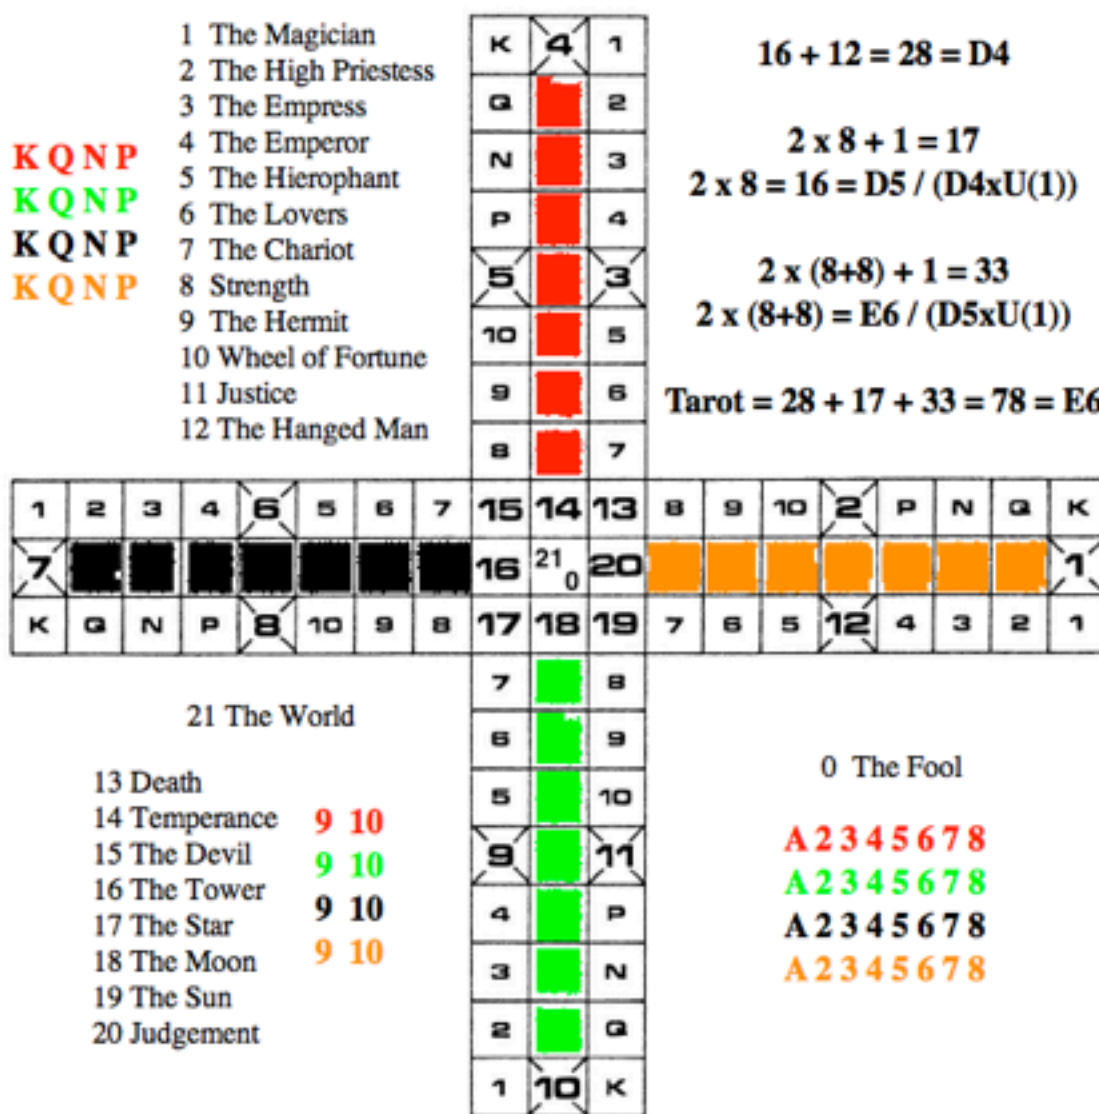 1 The Magician
2 The High Priestess
3 The Empress
4 The Emperor
5 The Hierophant
6 The Lovers
7 The Chariot
8 Strength
9 The Hermit
10 Wheel of Fortune
11 Justice
12 The Hanged Man
K Q N P
K Q N P
K Q N P
K Q N P
16 + 12 = 28 = D4
2 x 8 + 1 = 17
2 x 8 = 16 = D5 / (D4xU(1))
2 x (8+8) + 1 = 33
2 x (8+8) = E6 / (D5xU(1))
Tarot = 28 + 17 + 33 = 78 = E6
K 4 1
Q 2
N 3
P 4
5 3
10 5
9 6
8 7
1 2 3 4 6 5 6 7 15 14 13 8 9 10 2 P N Q K
7 16 21 0 20 1
K Q N P 8 10 9 8 17 18 19 7 6 5 12 4 3 2 1
7 8
6 9
5 10
9 11
4 P
3 N
2 Q
1 10 K
21 The World
13 Death
14 Temperance
15 The Devil
16 The Tower
17 The Star
18 The Moon
19 The Sun
20 Judgement
9 10
9 10
9 10
9 10
0 The Fool
A 2 3 4 5 6 7 8
A 2 3 4 5 6 7 8
A 2 3 4 5 6 7 8
A 2 3 4 5 6 7 8